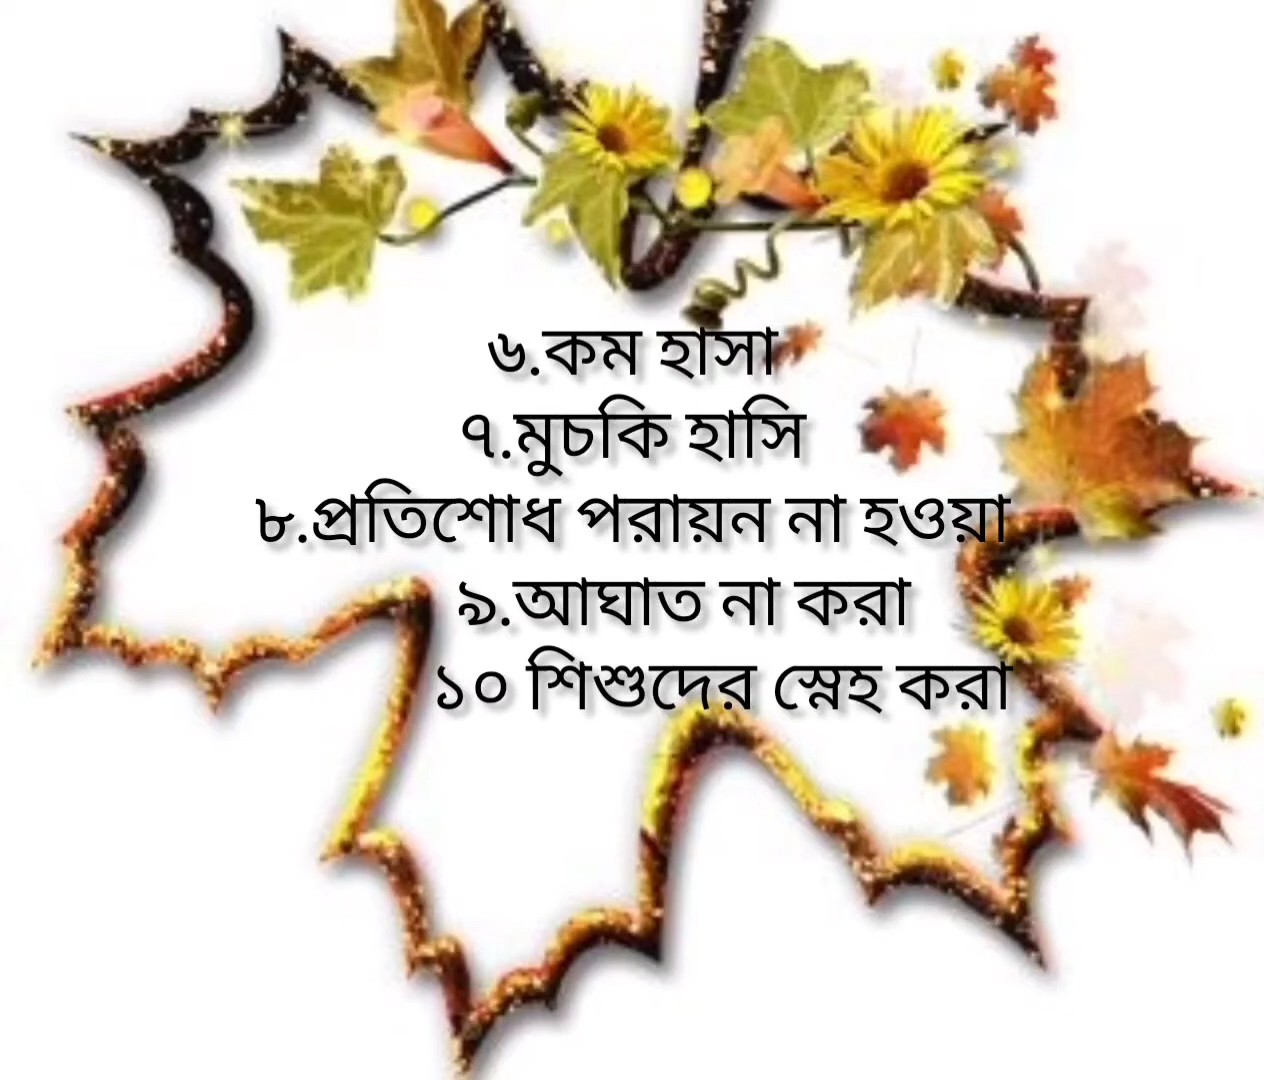 ৬.কম হাসা
৭.মুচকি হাসি
৮.প্রতিশোধ পরায়ন না হওয়া
৯.আঘাত না করা
১০ শিশুদের স্নেহ করা